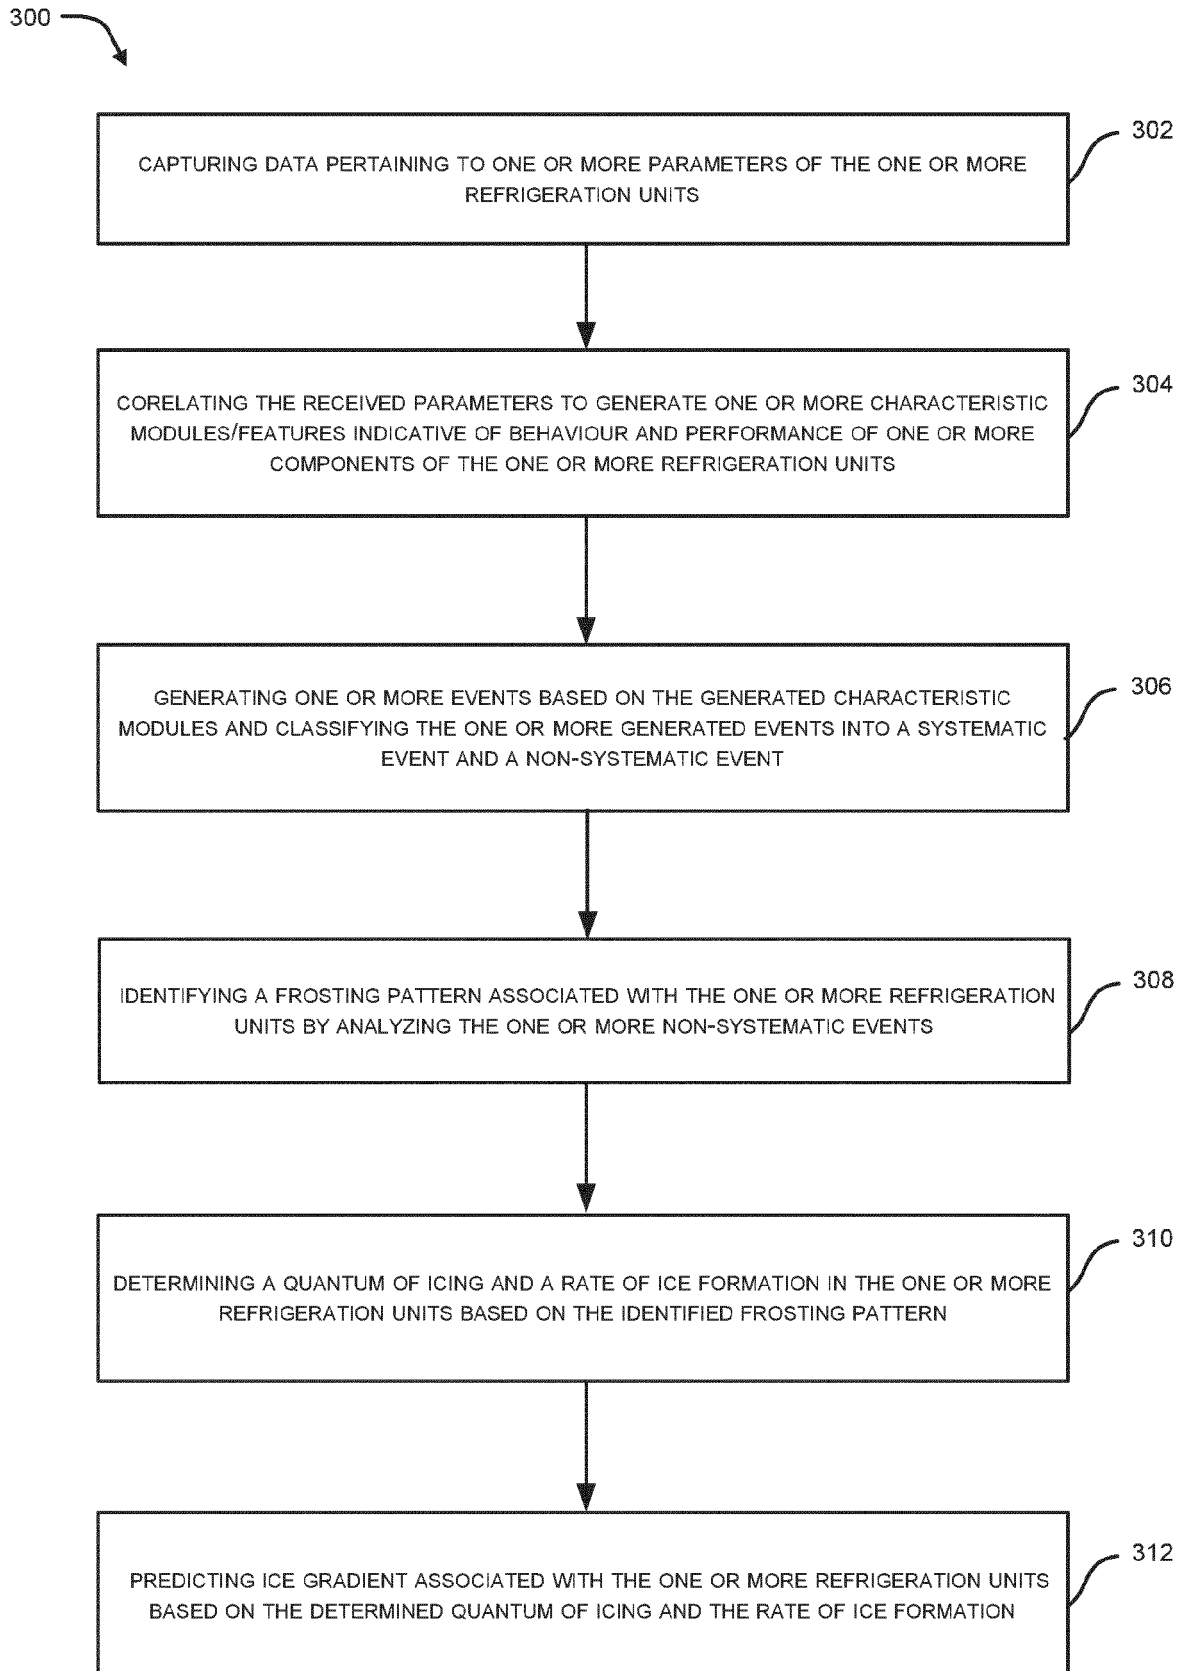 300
302
CAPTURING DATA PERTAINING TO ONE OR MORE PARAMETERS OF THE ONE OR MORE
REFRIGERATION UNITS
304
CORELATING THE RECEIVED PARAMETERS TO GENERATE ONE OR MORE CHARACTERISTIC
MODULES/FEATURES INDICATIVE OF BEHAVIOUR AND PERFORMANCE OF ONE OR MORE
COMPONENTS OF THE ONE OR MORE REFRIGERATION UNITS
306
GENERATING ONE OR MORE EVENTS BASED ON THE GENERATED CHARACTERISTIC
MODULES AND CLASSIFYING THE ONE OR MORE GENERATED EVENTS INTO A SYSTEMATIC
EVENT AND A NON-SYSTEMATIC EVENT
308
IDENTIFYING A FROSTING PATTERN ASSOCIATED WITH THE ONE OR MORE REFRIGERATION
UNITS BY ANALYZING THE ONE OR MORE NON-SYSTEMATIC EVENTS
310
DETERMINING A QUANTUM OF ICING AND A RATE OF ICE FORMATION IN THE ONE OR MORE
REFRIGERATION UNITS BASED ON THE IDENTIFIED FROSTING PATTERN
312
PREDICTING ICE GRADIENT ASSOCIATED WITH THE ONE OR MORE REFRIGERATION UNITS
BASED ON THE DETERMINED QUANTUM OF ICING AND THE RATE OF ICE FORMATION